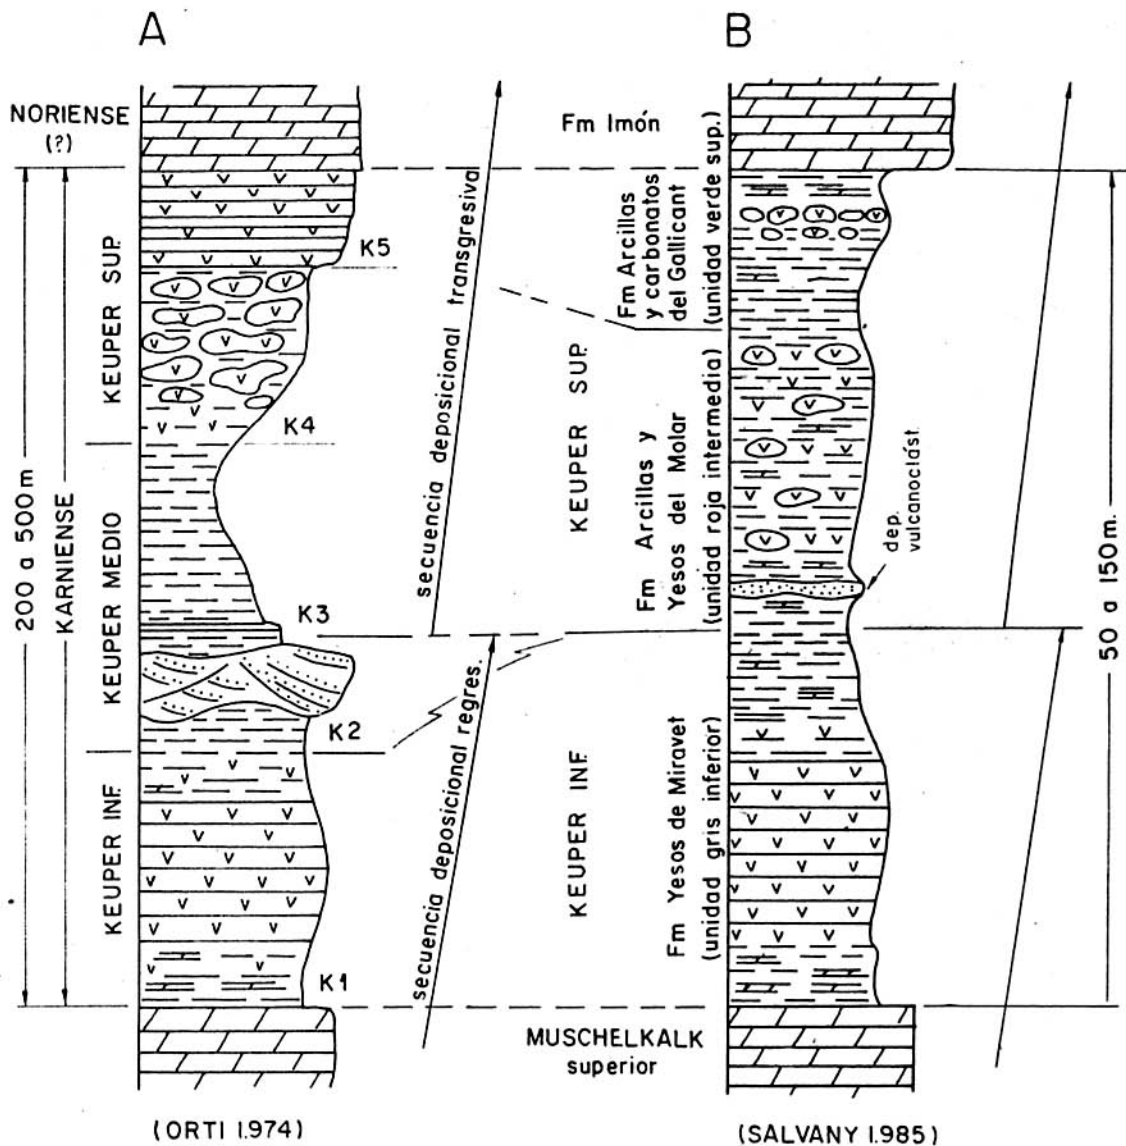 A
B
NORIENSE
(?)
Fm Imón
200 a 500m
KARNIENSE
KEUPER SUP.
KEUPER MEDIO
KEUPER INF.
K5
K4
K3
K2
K1
secuencia deposicional transgresiva
secuencia deposicional regres.
KEUPER SUP.
KEUPER INF.
Fm Arcillas
y carbonatos
del Gallicant
(unidad verde sup.)
Fm Arcillas y
Yesos del Molar
(unidad roja intermedia)
Fm Yesos de Miravet
(unidad gris inferior)
dep.
vulcanoclást.
50 a 150m.
MUSCHELKALK
superior
(ORTI 1.974)
(SALVANY 1.985)